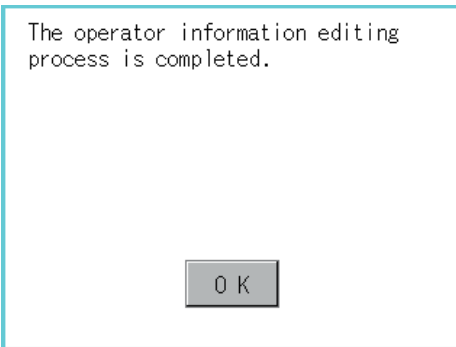 The operator information editing
process is completed.
OK